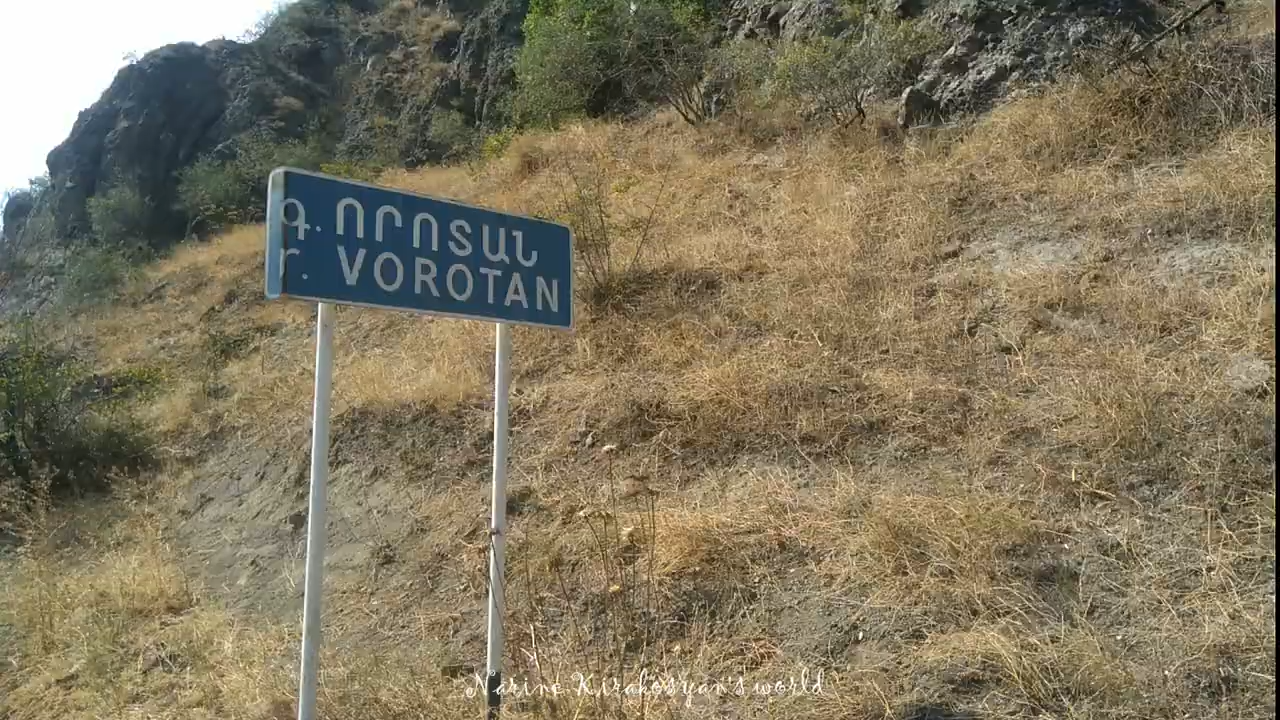 գ. ՈՐՈՏԱՆ
r. VOROTAN
Narine Kirakosyan's world